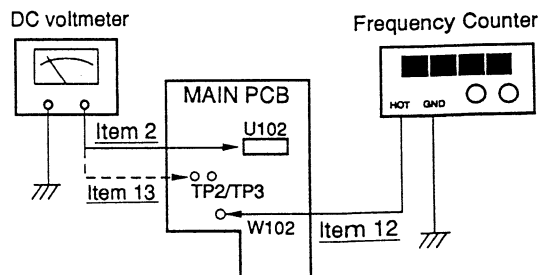 DC voltmeter
Frequency Counter
MAIN PCB
HOT GND
U102
Item 2
Item 13
TP2/TP3
W102
Item 12